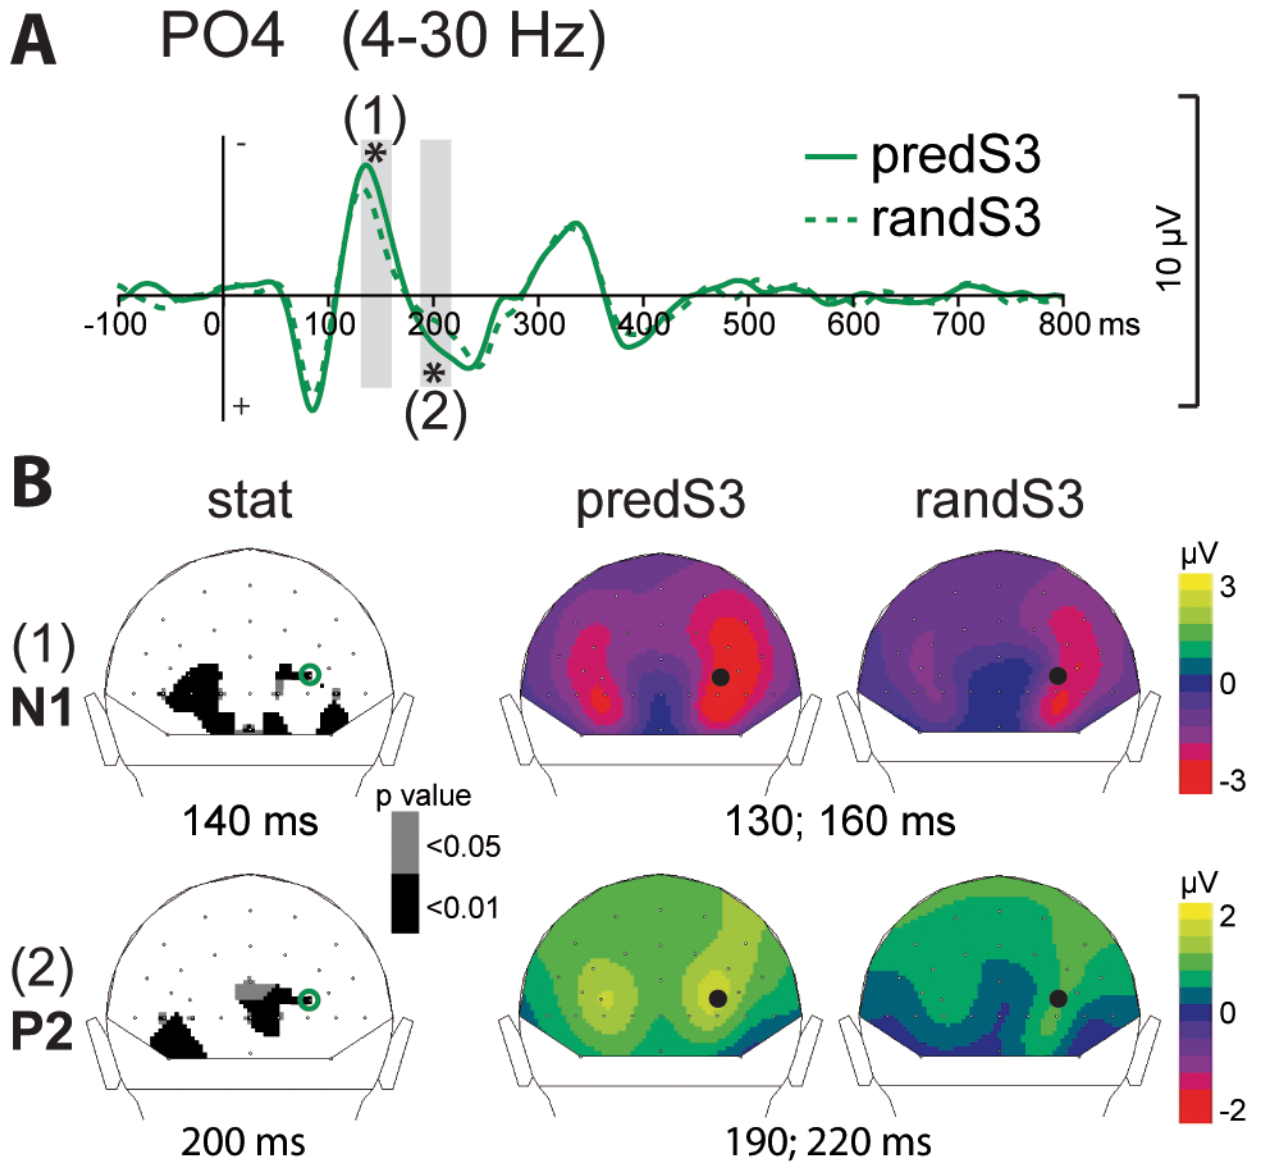 A PO4 (4-30 Hz)
(1)
*
-
predS3
randS3
10 µV
-100 0 100 200 300 400 500 600 700 800 ms
*
+
(2)
B
stat predS3 randS3
µV
3
(1)
N1
0
-3
140 ms
130; 160 ms
p value
<0.05
<0.01
µV
2
(2)
P2
0
-2
200 ms
190; 220 ms